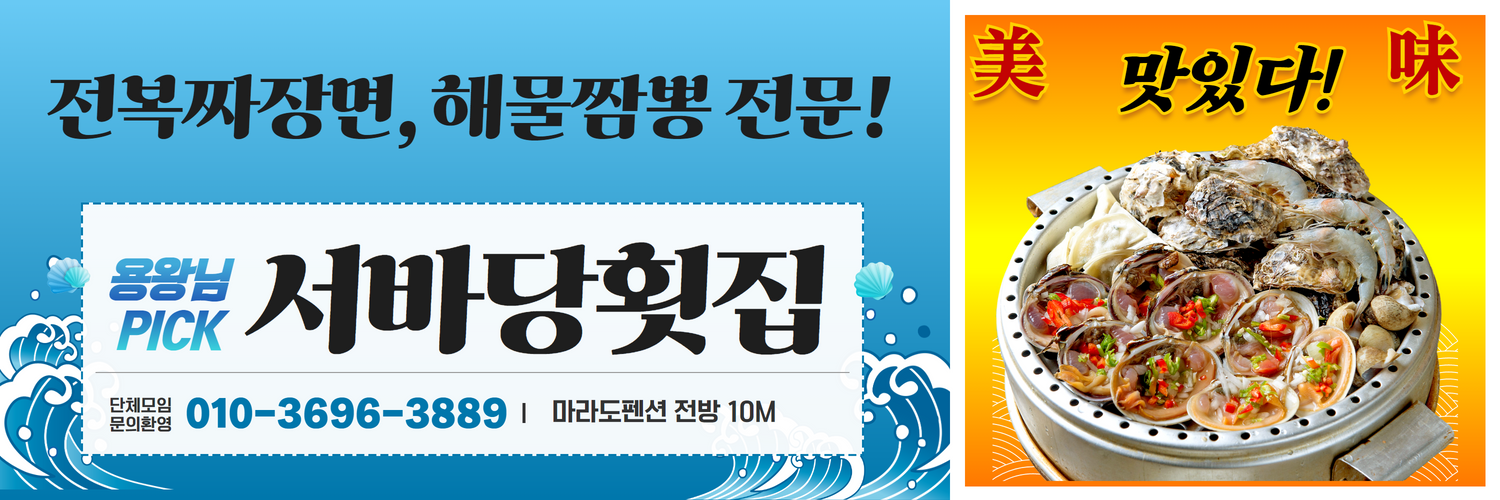 전복짜장면, 해물짬뽕 전문!
용왕님
PICK
서바당횟집
단체모임
문의환영
010-3696-3889 | 마라도펜션 전방 10M
美 맛있다! 味